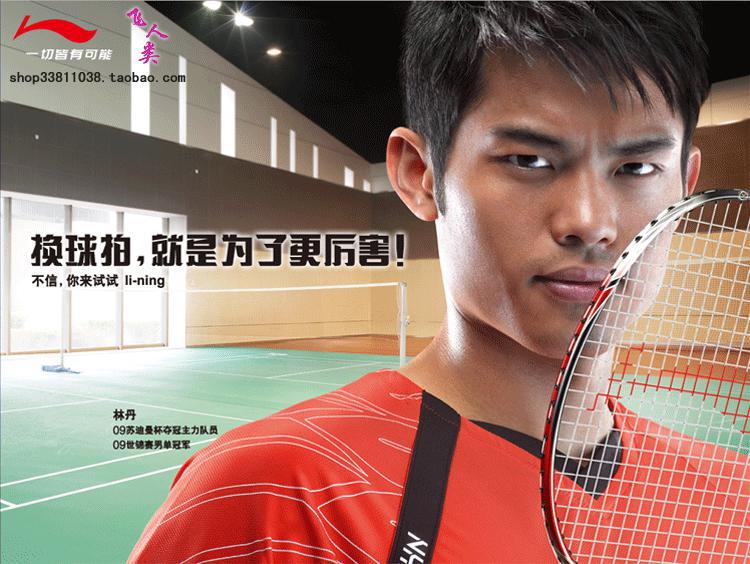 一切皆有可能
飞人类
shop33811038.taobao.com
换球拍，就是为了更厉害！
不信，你来试试 li-ning
林丹
09苏迪曼杯夺冠主力队员
09世锦赛男单冠军